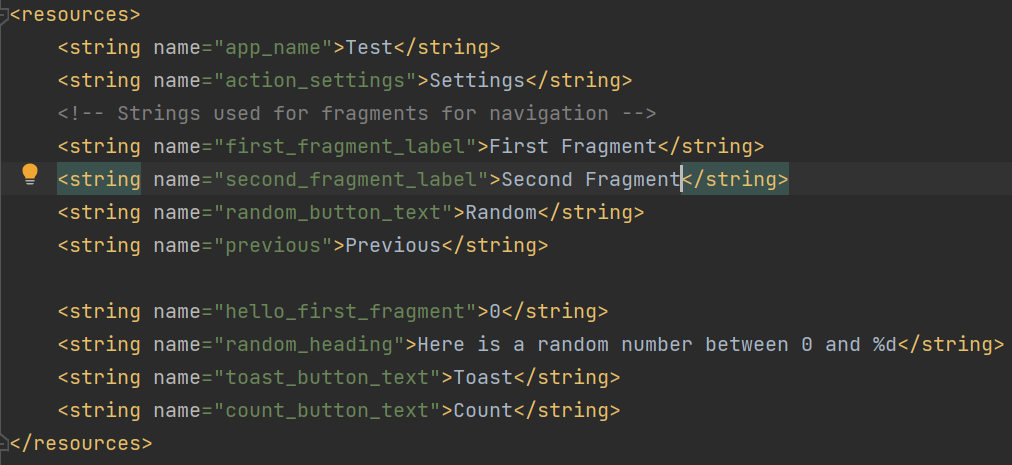 <resources>
    <string name="app_name">Test</string>
    <string name="action_settings">Settings</string>
    <!-- Strings used for fragments for navigation -->
    <string name="first_fragment_label">First Fragment</string>
    <string name="second_fragment_label">Second Fragment</string>
    <string name="random_button_text">Random</string>
    <string name="previous">Previous</string>

    <string name="hello_first_fragment">0</string>
    <string name="random_heading">Here is a random number between 0 and %d</string>
    <string name="toast_button_text">Toast</string>
    <string name="count_button_text">Count</string>
</resources>